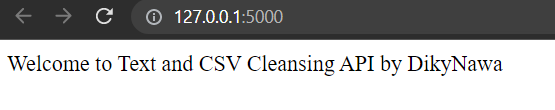 127.0.0.1:5000
Welcome to Text and CSV Cleansing API by DikyNawa